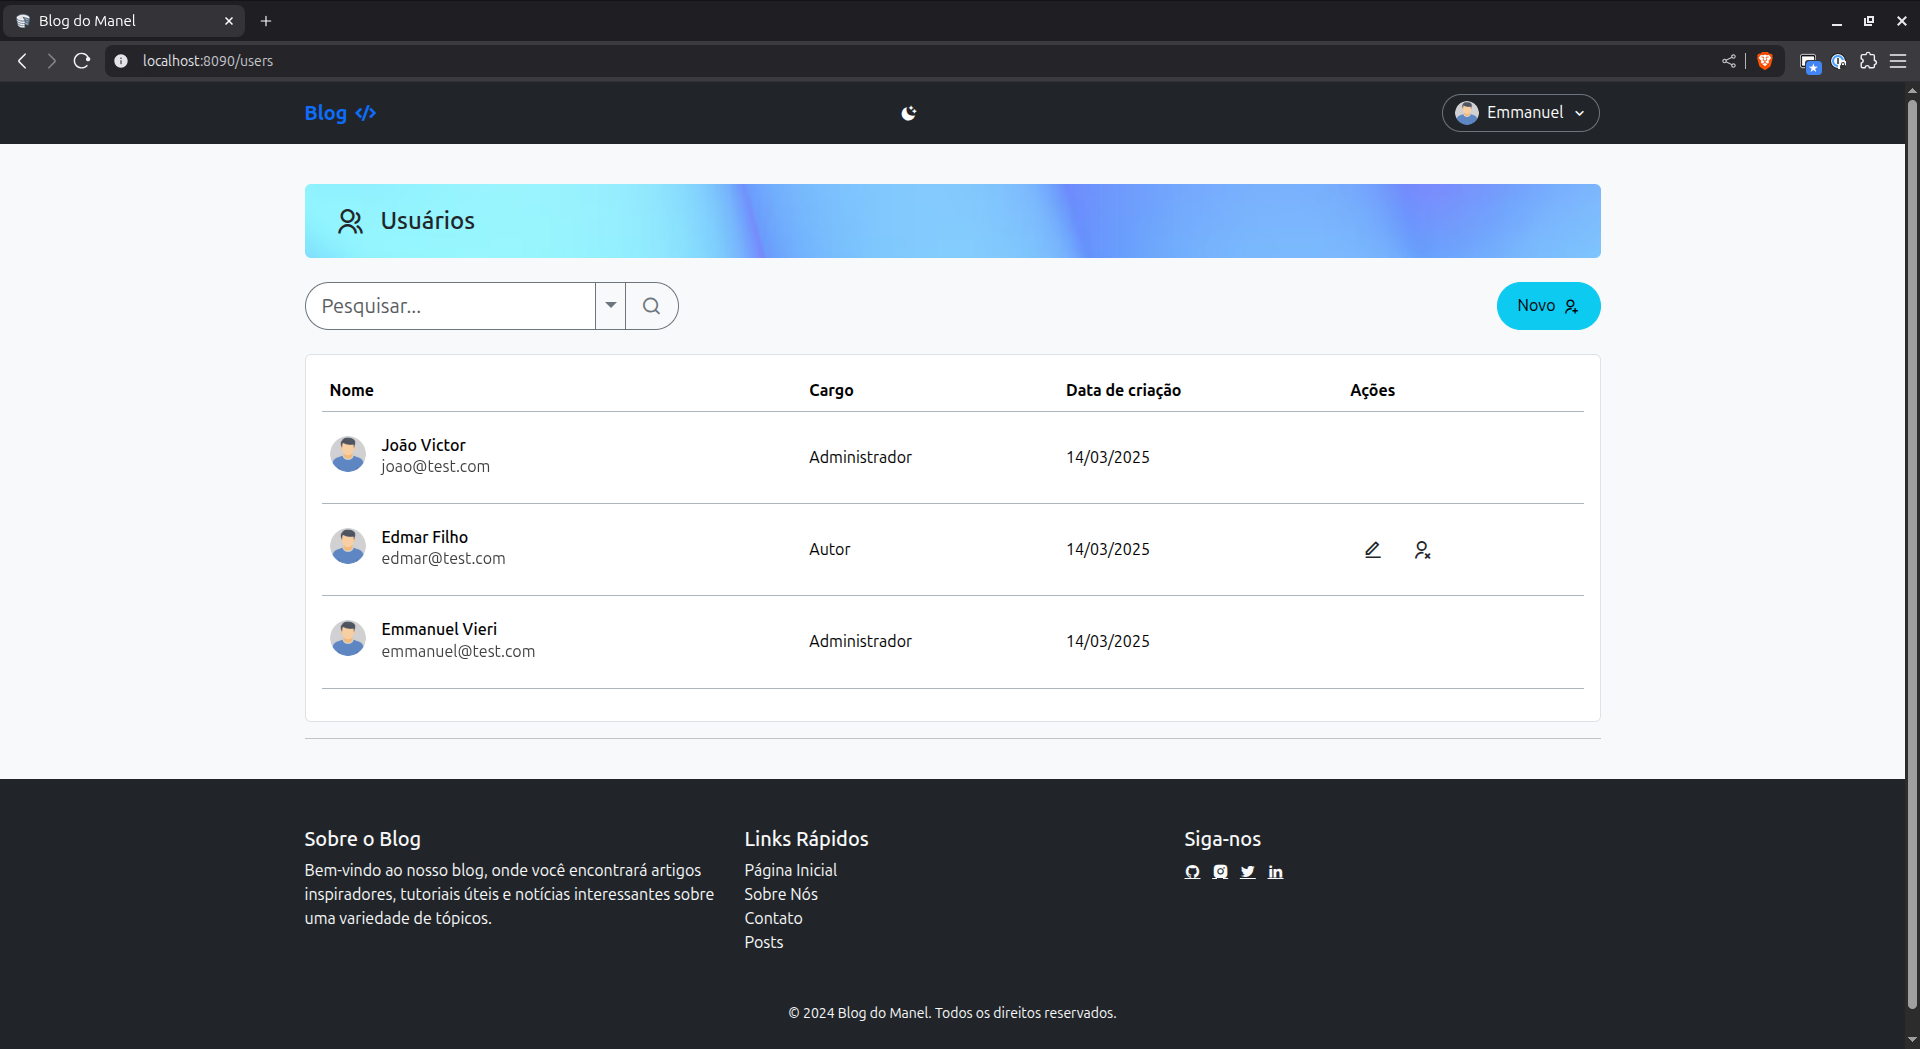 Blog do Manel
localhost:8090/users
Blog </>
Emmanuel
Usuários
Pesquisar...
Novo
Nome Cargo Data de criação Ações
João Victor
joao@test.com
Administrador 14/03/2025
Edmar Filho
edmar@test.com
Autor 14/03/2025
Emmanuel Vieri
emmanuel@test.com
Administrador 14/03/2025
Sobre o Blog
Bem-vindo ao nosso blog, onde você encontrará artigos
inspiradores, tutoriais úteis e notícias interessantes sobre
uma variedade de tópicos.
Links Rápidos
Página Inicial
Sobre Nós
Contato
Posts
Siga-nos
© 2024 Blog do Manel. Todos os direitos reservados.